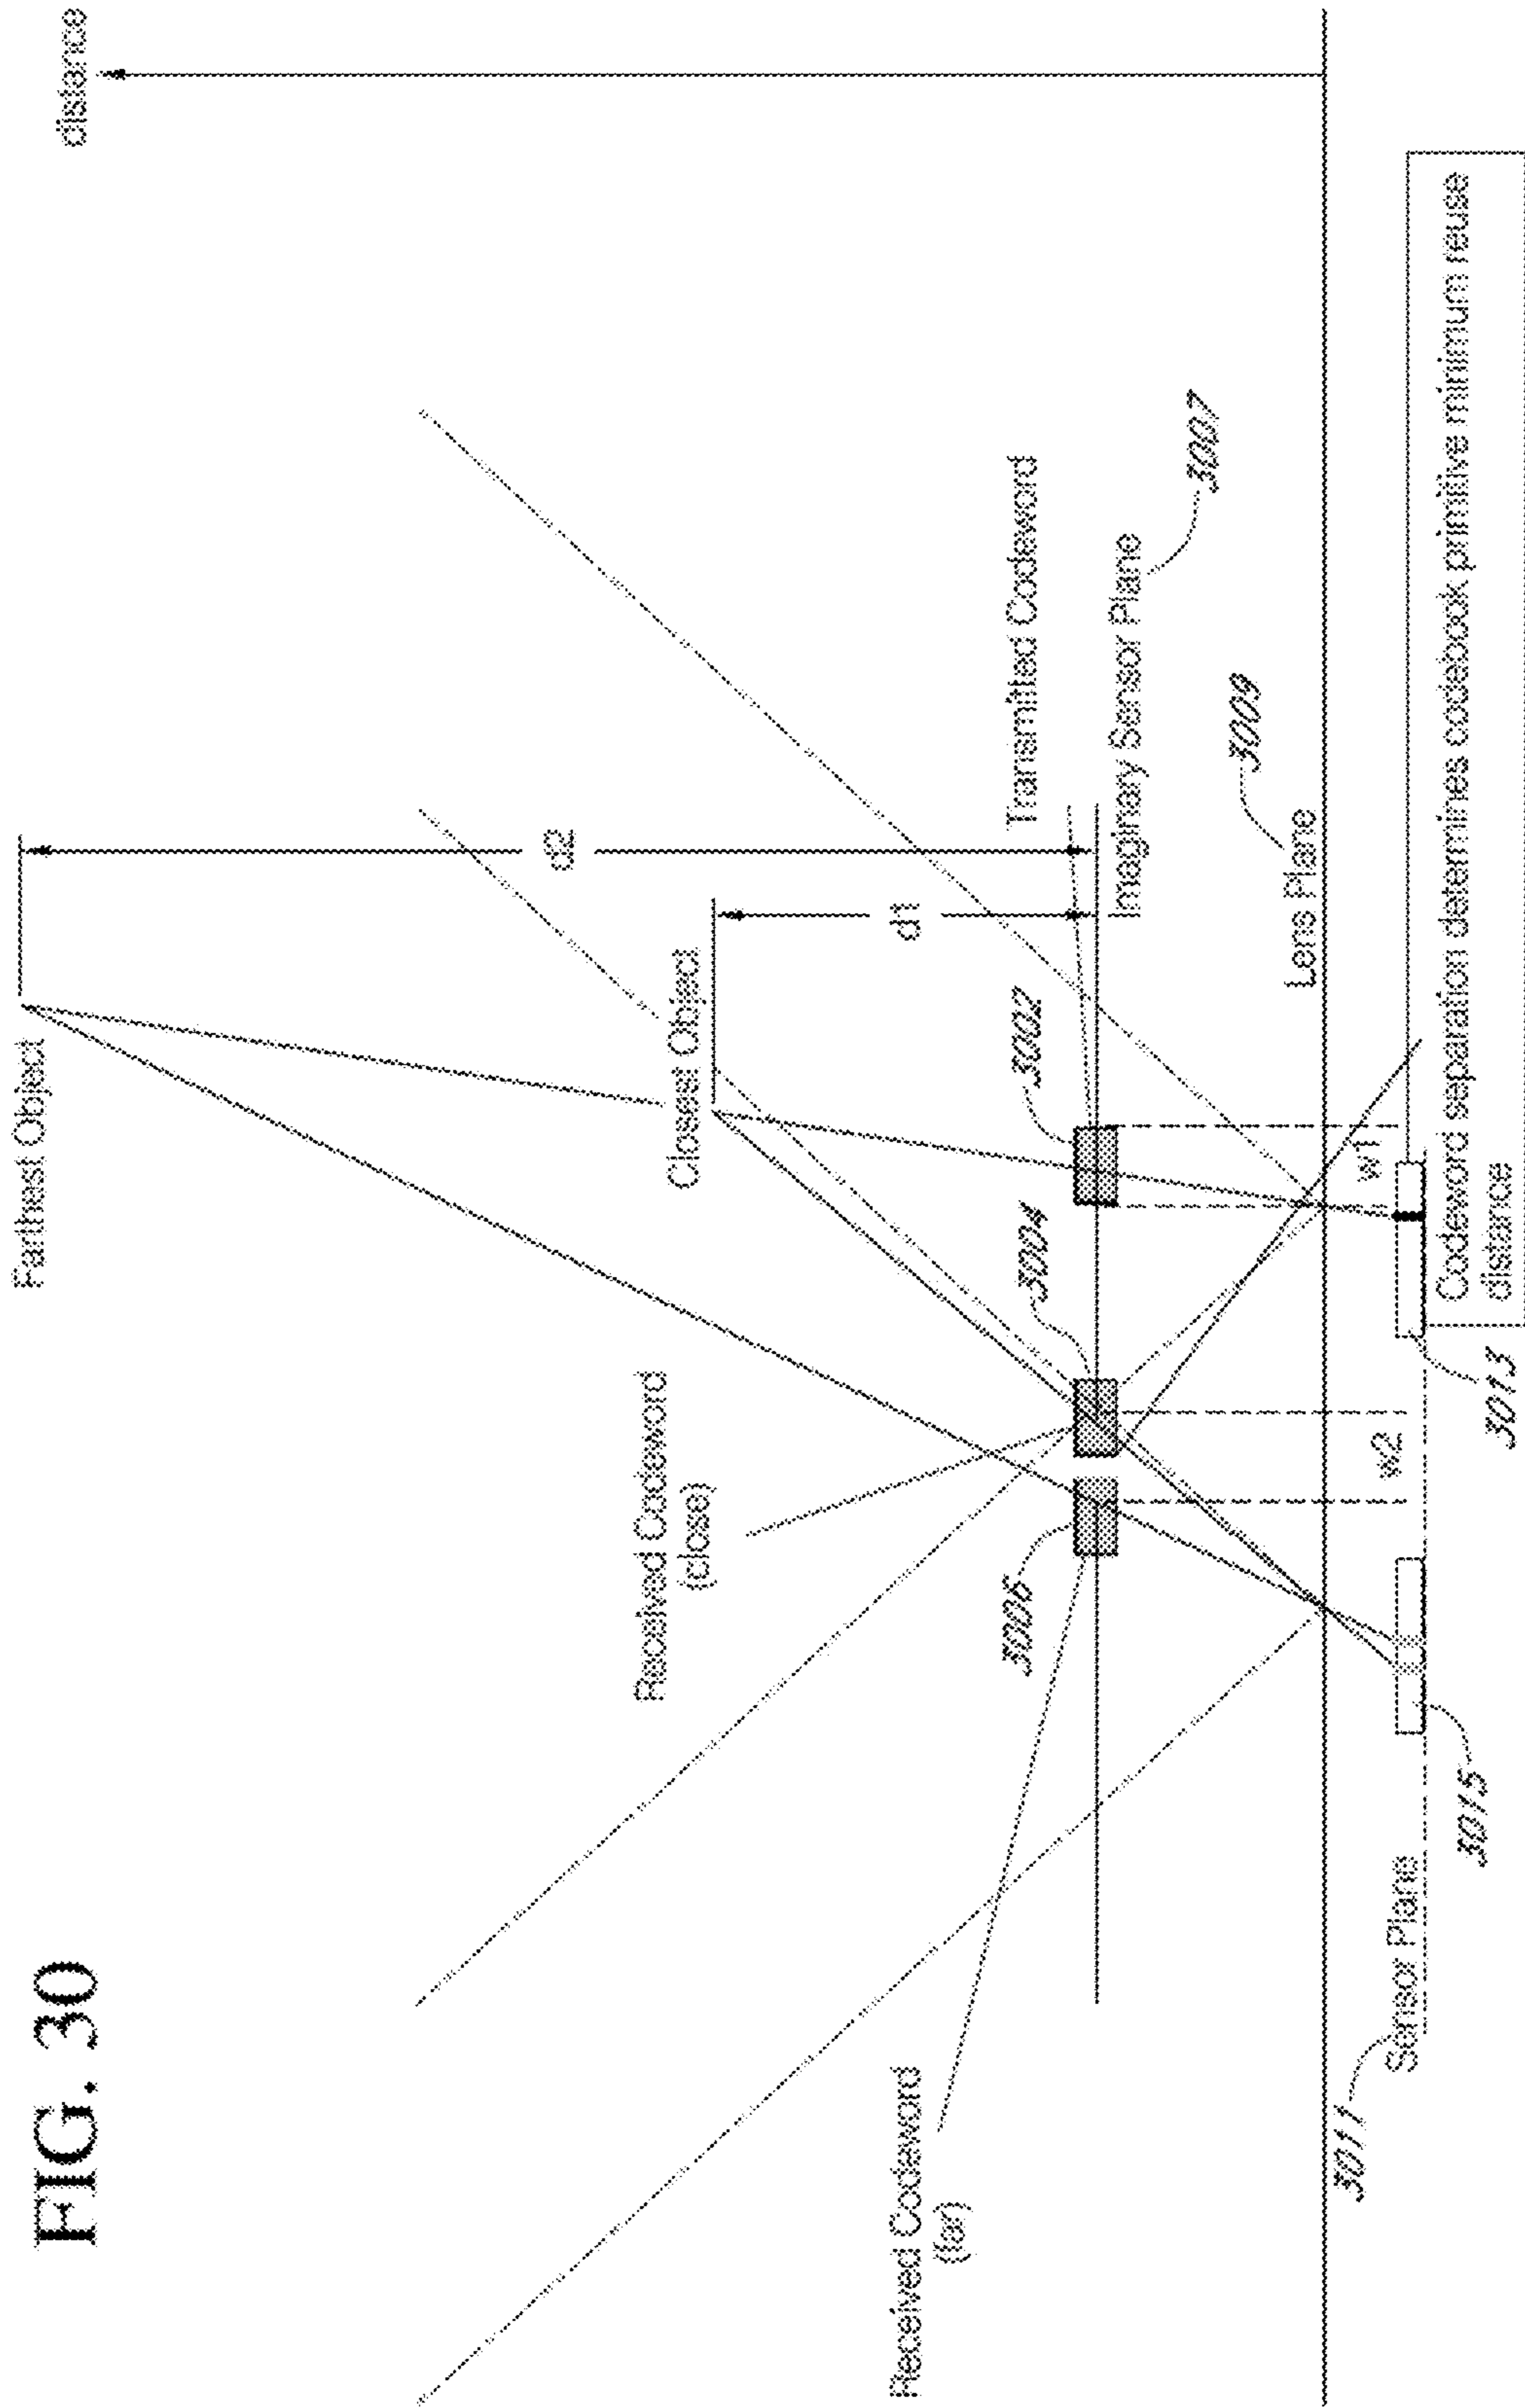 FIG. 30
distance
Farthest Object
d2
Closest Object
d1
Received Codeword
(close)
Received Codeword
(far)
3006
3004
3002
Transmitted Codeword
Imaginary Sensor Plane
3007
Lens Plane
3009
w2
w1
3011
Sensor Plane
3015
3013
Codeword separation determines codebook primitive minimum reuse
distance